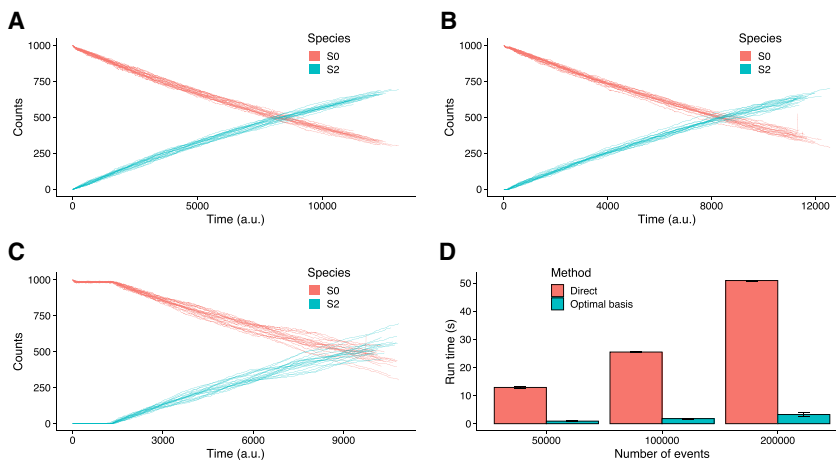 A
Species
S0
S2
Counts
1000
750
500
250
0
0
5000
10000
Time (a.u.)
B
Species
S0
S2
Counts
1000
750
500
250
0
0
4000
8000
12000
Time (a.u.)
C
Species
S0
S2
Counts
1000
750
500
250
0
0
3000
6000
9000
Time (a.u.)
D
Method
Direct
Optimal basis
Run time (s)
50
40
30
20
10
0
50000
100000
200000
Number of events